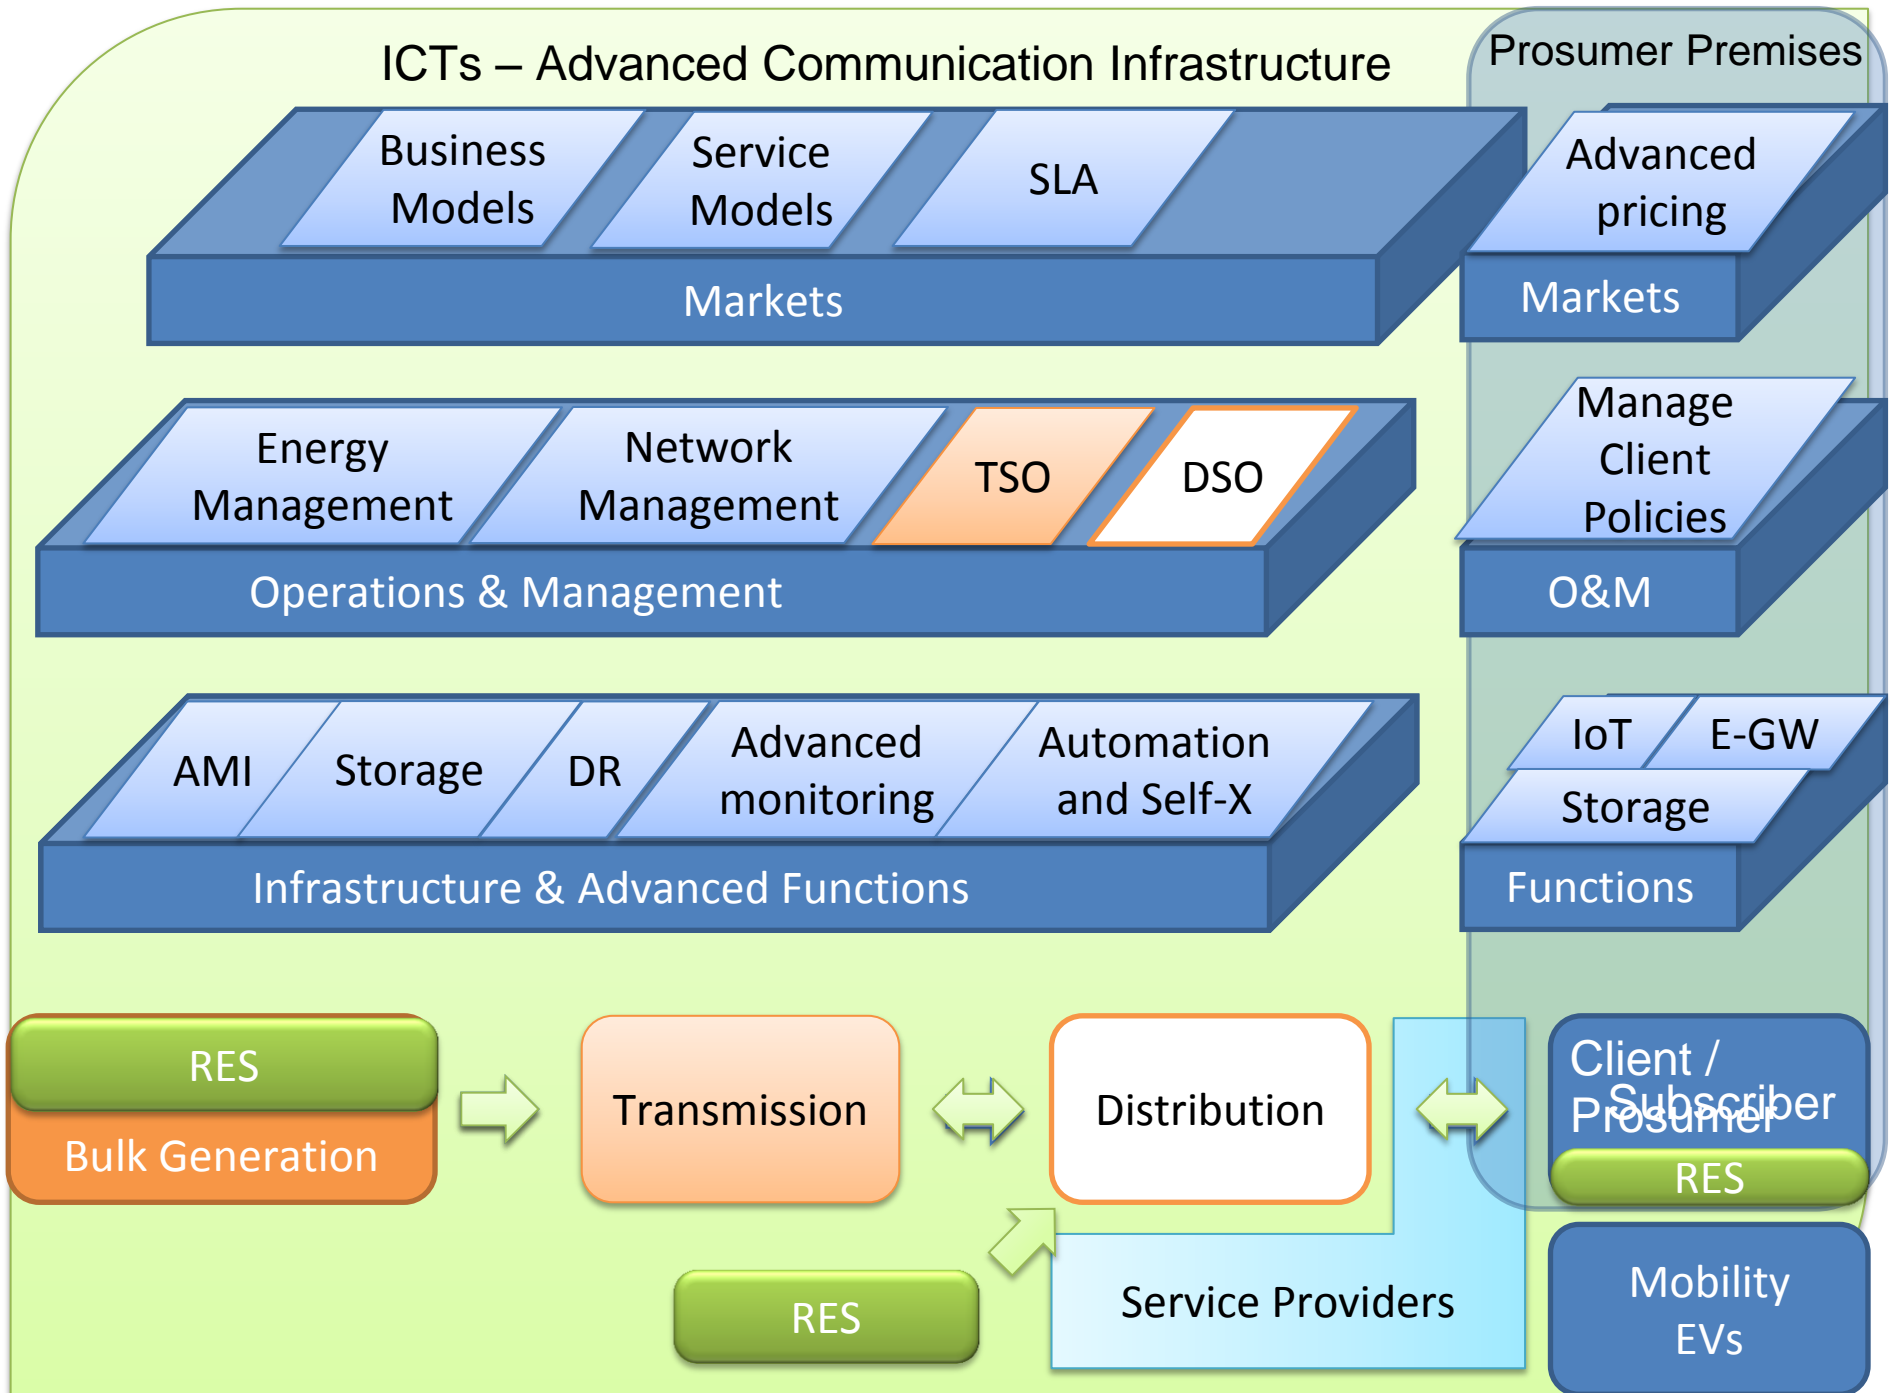 ICTs – Advanced Communication Infrastructure
Prosumer Premises
Business
Models
Service
Models
SLA
Advanced
pricing
Markets
Markets
Energy
Management
Network
Management
TSO
DSO
Manage
Client
Policies
Operations & Management
O&M
AMI
Storage
DR
Advanced
monitoring
Automation
and Self-X
IoT
E-GW
Storage
Infrastructure & Advanced Functions
Functions
RES
Bulk Generation
Transmission
Distribution
Client /
Prosumer
Subscriber
RES
RES
Service Providers
Mobility
EVs